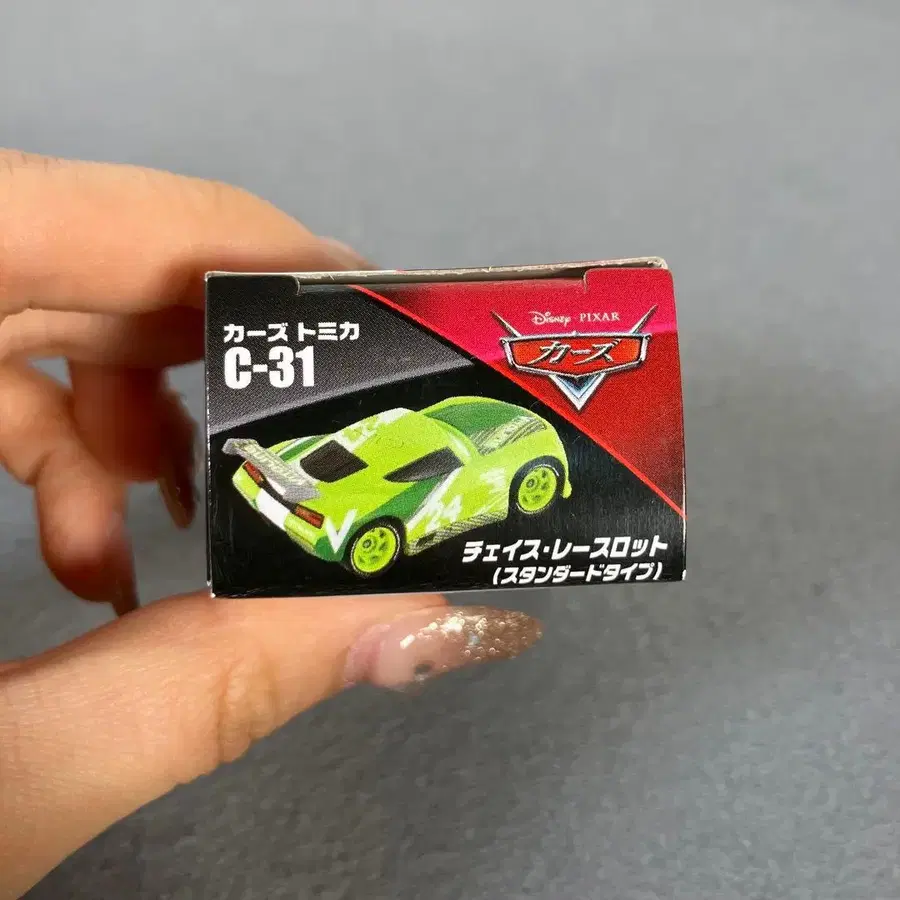 カーズ トミカ
C-31
Disney PIXAR
カーズ
24
V
チェイス・レースロット
(スタンダードタイプ)